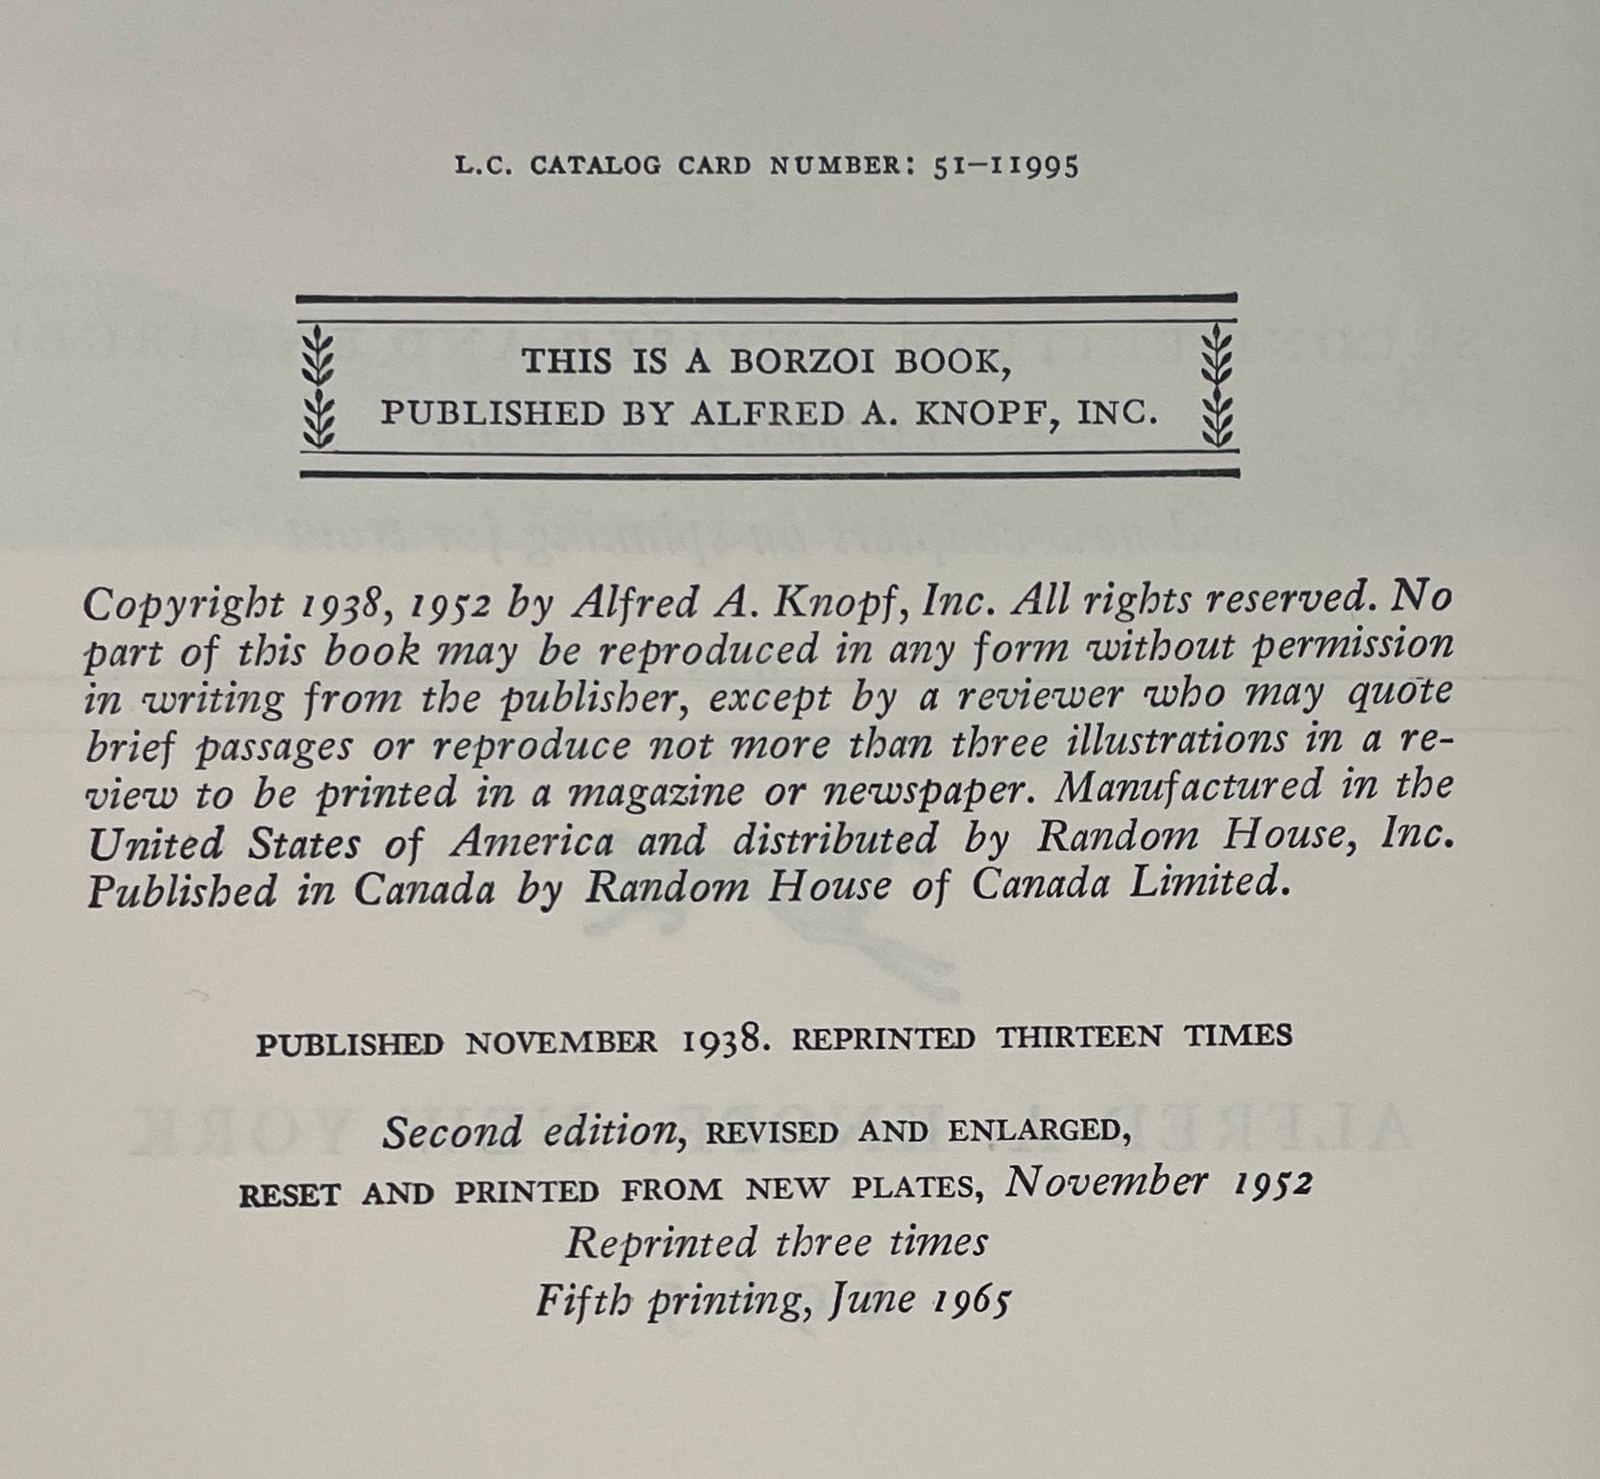 L.C. CATALOG CARD NUMBER: 51–11995
THIS IS A BORZOI BOOK,
PUBLISHED BY ALFRED A. KNOPF, INC.
Copyright 1938, 1952 by Alfred A. Knopf, Inc. All rights reserved. No
part of this book may be reproduced in any form without permission
in writing from the publisher, except by a reviewer who may quote
brief passages or reproduce not more than three illustrations in a re-
view to be printed in a magazine or newspaper. Manufactured in the
United States of America and distributed by Random House, Inc.
Published in Canada by Random House of Canada Limited.
PUBLISHED NOVEMBER 1938. REPRINTED THIRTEEN TIMES
Second edition, REVISED AND ENLARGED,
RESET AND PRINTED FROM NEW PLATES, November 1952
Reprinted three times
Fifth printing, June 1965